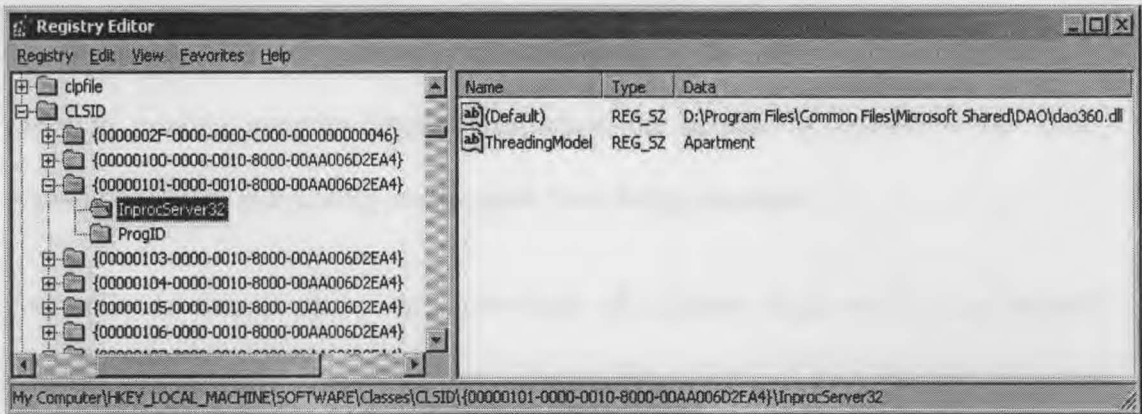 Registry Editor
Registry Edit View Favorites Help
clpfile
CLSID
{0000002F-0000-0000-C000-000000000046}
{00000100-0000-0010-8000-00AA006D2EA4}
{00000101-0000-0010-8000-00AA006D2EA4}
InprocServer32
ProgID
{00000103-0000-0010-8000-00AA006D2EA4}
{00000104-0000-0010-8000-00AA006D2EA4}
{00000105-0000-0010-8000-00AA006D2EA4}
{00000106-0000-0010-8000-00AA006D2EA4}
Name Type Data
(Default) REG_SZ D:\Program Files\Common Files\Microsoft Shared\DAO\dao360.dll
ThreadingModel REG_SZ Apartment
My Computer\HKEY_LOCAL_MACHINE\SOFTWARE\Classes\CLSID\{00000101-0000-0010-8000-00AA006D2EA4}\InprocServer32